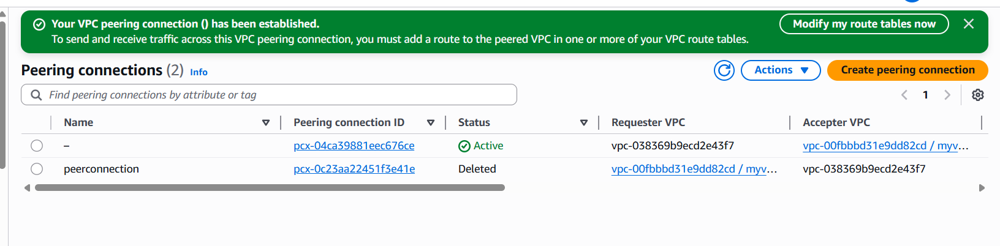 Your VPC peering connection () has been established.
Modify my route tables now
To send and receive traffic across this VPC peering connection, you must add a route to the peered VPC in one or more of your VPC route tables.
Peering connections (2) Info
Actions
Create peering connection
Find peering connections by attribute or tag
1
Name Peering connection ID Status Requester VPC Accepter VPC
– pcx-04ca39881eec676ce Active vpc-038369b9ecd2e43f7 vpc-00fbbbd31e9dd82cd / myv...
peerconnection pcx-0c23aa22451f3e41e Deleted vpc-00fbbbd31e9dd82cd / myv... vpc-038369b9ecd2e43f7